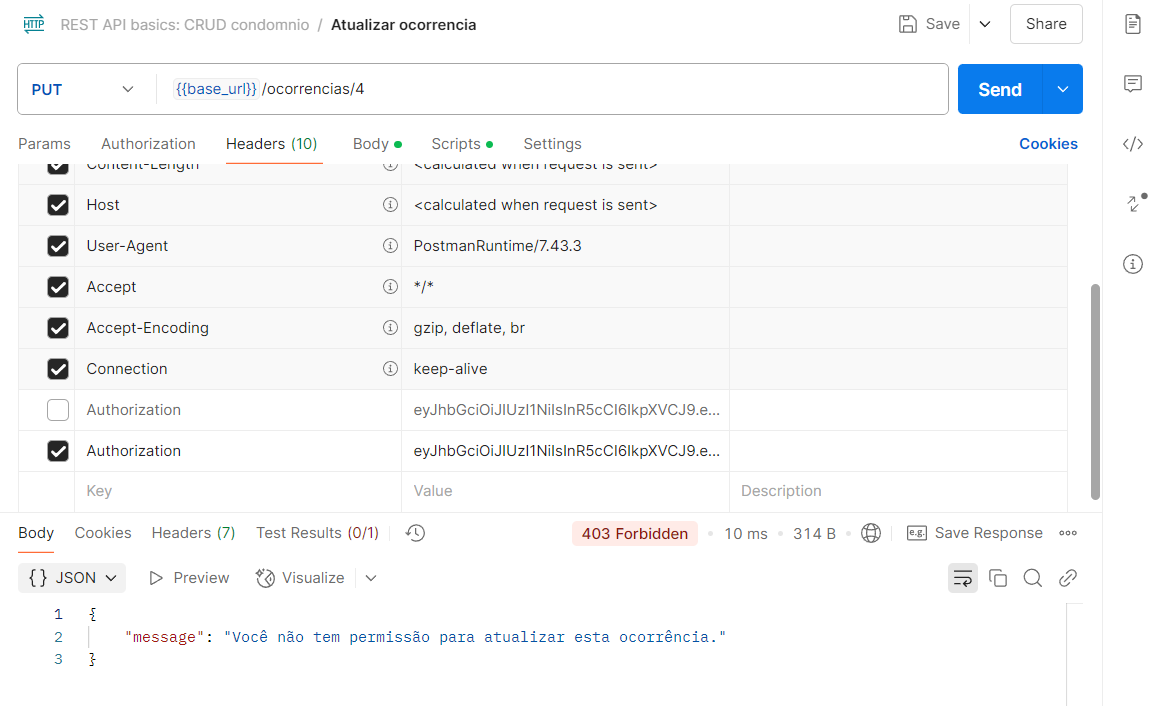 HTTP REST API basics: CRUD condomnio / Atualizar ocorrencia Save Share
PUT {{base_url}} /ocorrencias/4 Send
Params Authorization Headers (10) Body Scripts Settings Cookies
Content-Length <calculated when request is sent>
Host <calculated when request is sent>
User-Agent PostmanRuntime/7.43.3
Accept */*
Accept-Encoding gzip, deflate, br
Connection keep-alive
Authorization eyJhbGciOiJIUzI1NiIsInR5cCI6IkpXVCJ9.e...
Authorization eyJhbGciOiJIUzI1NiIsInR5cCI6IkpXVCJ9.e...
Key Value Description
Body Cookies Headers (7) Test Results (0/1) 403 Forbidden • 10 ms • 314 B • e.g. Save Response
{} JSON Preview Visualize
1 {
2 "message": "Você não tem permissão para atualizar esta ocorrência."
3 }